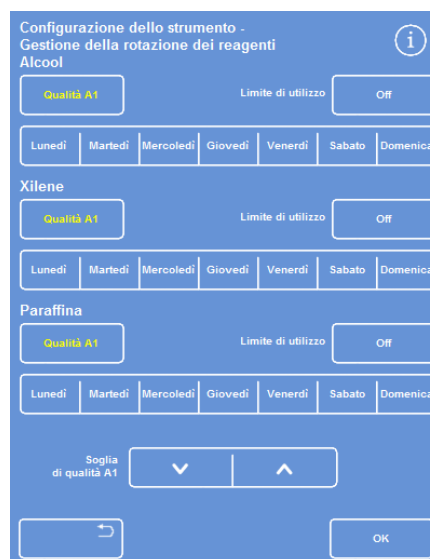 Configurazione dello strumento -
Gestione della rotazione dei reagenti
i
Alcool
Qualità A1 Limite di utilizzo Off
Lunedì Martedì Mercoledì Giovedì Venerdì Sabato Domenica
Xilene
Qualità A1 Limite di utilizzo Off
Lunedì Martedì Mercoledì Giovedì Venerdì Sabato Domenica
Paraffina
Qualità A1 Limite di utilizzo Off
Lunedì Martedì Mercoledì Giovedì Venerdì Sabato Domenica
Soglia
di qualità A1
OK